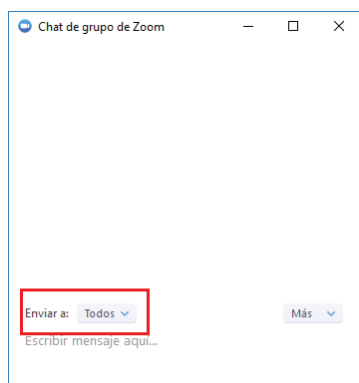 Chat de grupo de Zoom
Enviar a: Todos Más
Escribir mensaje aquí...